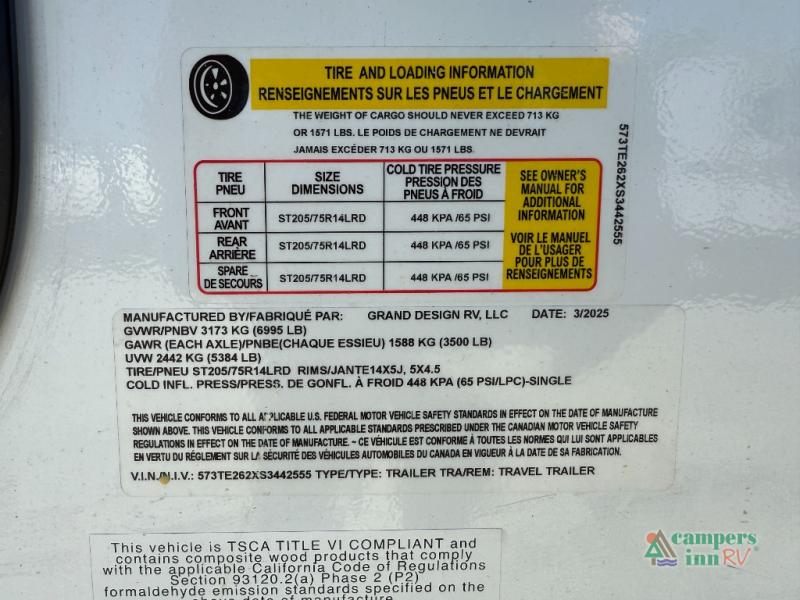 TIRE AND LOADING INFORMATION
RENSEIGNEMENTS SUR LES PNEUS ET LE CHARGEMENT
THE WEIGHT OF CARGO SHOULD NEVER EXCEED 713 KG
OR 1571 LBS. LE POIDS DE CHARGEMENT NE DEVRAIT
JAMAIS EXCÉDER 713 KG OU 1571 LBS.
TIRE
PNEU
SIZE
DIMENSIONS
COLD TIRE PRESSURE
PRESSION DES
PNEUS À FROID
FRONT
AVANT
ST205/75R14LRD
448 KPA /65 PSI
REAR
ARRIÈRE
ST205/75R14LRD
448 KPA /65 PSI
SPARE
DE SECOURS
ST205/75R14LRD
448 KPA /65 PSI
SEE OWNER'S
MANUAL FOR
ADDITIONAL
INFORMATION
VOIR LE MANUEL
DE L'USAGER
POUR PLUS DE
RENSEIGNEMENTS
573TE262XS3442555
MANUFACTURED BY/FABRIQUÉ PAR: GRAND DESIGN RV, LLC DATE: 3/2025
GVWR/PNBV 3173 KG (6995 LB)
GAWR (EACH AXLE)/PNBE(CHAQUE ESSIEU) 1588 KG (3500 LB)
UVW 2442 KG (5384 LB)
TIRE/PNEU ST205/75R14LRD RIMS/JANTE14X5J, 5X4.5
COLD INFL. PRESS/PRESS. DE GONFL. À FROID 448 KPA (65 PSI/LPC)-SINGLE
THIS VEHICLE CONFORMS TO ALL APPLICABLE U.S. FEDERAL MOTOR VEHICLE SAFETY STANDARDS IN EFFECT ON THE DATE OF MANUFACTURE
SHOWN ABOVE. THIS VEHICLE CONFORMS TO ALL APPLICABLE STANDARDS PRESCRIBED UNDER THE CANADIAN MOTOR VEHICLE SAFETY
REGULATIONS IN EFFECT ON THE DATE OF MANUFACTURE. ~ CE VÉHICULE EST CONFORME À TOUTES LES NORMES QUI LUI SONT APPLICABLES
EN VERTU DU RÉGLEMENT SUR LA SÉCURITÉ DES VÉHICULES AUTOMOBILES DU CANADA EN VIGUEUR À LA DATE DE SA FABRICATION.
V.I.N./N.I.V.: 573TE262XS3442555 TYPE/TYPE: TRAILER TRA/REM: TRAVEL TRAILER
This vehicle is TSCA TITLE VI COMPLIANT and
contains composite wood products that comply
with the applicable California Code of Regulations
Section 93120.2(a) Phase 2 (P2)
formaldehyde emission standards specified on the
above date of manufacture
campers
inn RV